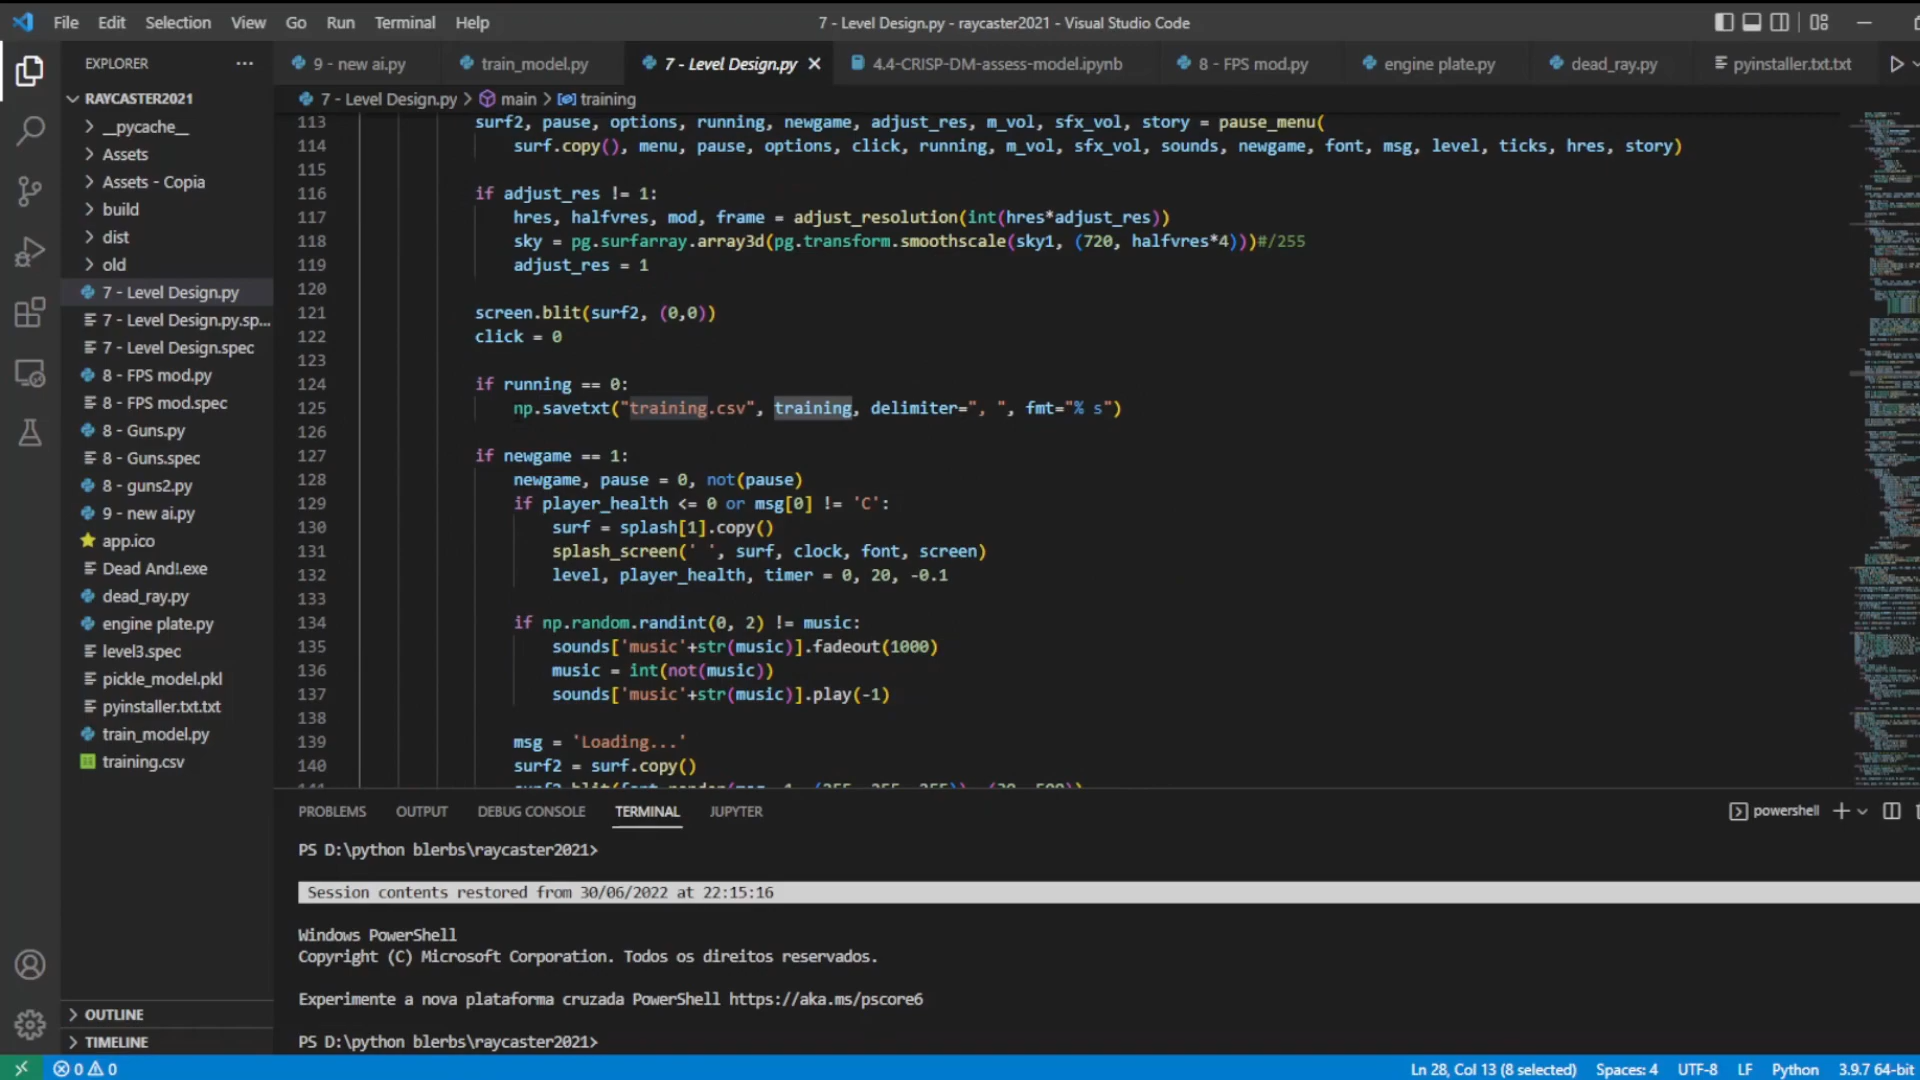 File Edit Selection View Go Run Terminal Help
7 - Level Design.py - raycaster2021 - Visual Studio Code
EXPLORER
9 - new ai.py train_model.py 7 - Level Design.py 4.4-CRISP-DM-assess-model.ipynb 8 - FPS mod.py engine plate.py dead_ray.py pyinstaller.txt.txt
7 - Level Design.py > main > training
RAYCASTER2021
__pycache__
Assets
Assets - Copia
build
dist
old
7 - Level Design.py
7 - Level Design.py.sp...
7 - Level Design.spec
8 - FPS mod.py
8 - FPS mod.spec
8 - Guns.py
8 - Guns.spec
8 - guns2.py
9 - new ai.py
app.ico
Dead And!.exe
dead_ray.py
engine plate.py
level3.spec
pickle_model.pkl
pyinstaller.txt.txt
train_model.py
training.csv
OUTLINE
TIMELINE
113 surf2, pause, options, running, newgame, adjust_res, m_vol, sfx_vol, story = pause_menu(
114 surf.copy(), menu, pause, options, click, running, m_vol, sfx_vol, sounds, newgame, font, msg, level, ticks, hres, story)
115
116 if adjust_res != 1:
117 hres, halfvres, mod, frame = adjust_resolution(int(hres*adjust_res))
118 sky = pg.surfarray.array3d(pg.transform.smoothscale(sky1, (720, halfvres*4)))#/255
119 adjust_res = 1
120
121 screen.blit(surf2, (0,0))
122 click = 0
123
124 if running == 0:
125 np.savetxt("training.csv", training, delimiter=", ", fmt="% s")
126
127 if newgame == 1:
128 newgame, pause = 0, not(pause)
129 if player_health <= 0 or msg[0] != 'C':
130 surf = splash[1].copy()
131 splash_screen(' ', surf, clock, font, screen)
132 level, player_health, timer = 0, 20, -0.1
133
134 if np.random.randint(0, 2) != music:
135 sounds['music'+str(music)].fadeout(1000)
136 music = int(not(music))
137 sounds['music'+str(music)].play(-1)
138
139 msg = 'Loading...'
140 surf2 = surf.copy()
PROBLEMS OUTPUT DEBUG CONSOLE TERMINAL JUPYTER
powershell
PS D:\python blerbs\raycaster2021>
Session contents restored from 30/06/2022 at 22:15:16
Windows PowerShell
Copyright (C) Microsoft Corporation. Todos os direitos reservados.
Experimente a nova plataforma cruzada PowerShell https://aka.ms/pscore6
PS D:\python blerbs\raycaster2021>
0 0
Ln 28, Col 13 (8 selected) Spaces: 4 UTF-8 LF Python 3.9.7 64-bit